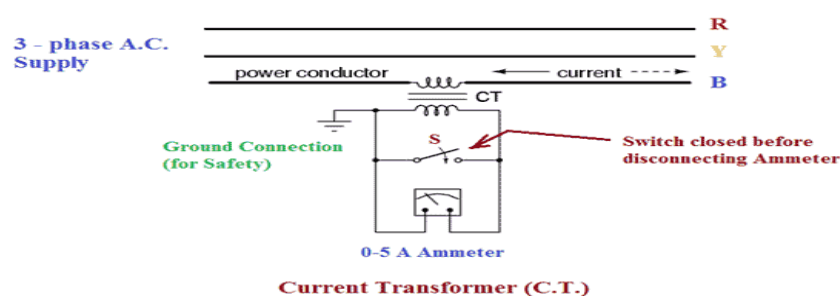 R
3 - phase A.C.
Supply
Y
power conductor
current
B
CT
Ground Connection
(for Safety)
S
Switch closed before
disconnecting Ammeter
0-5 A Ammeter
Current Transformer (C.T.)